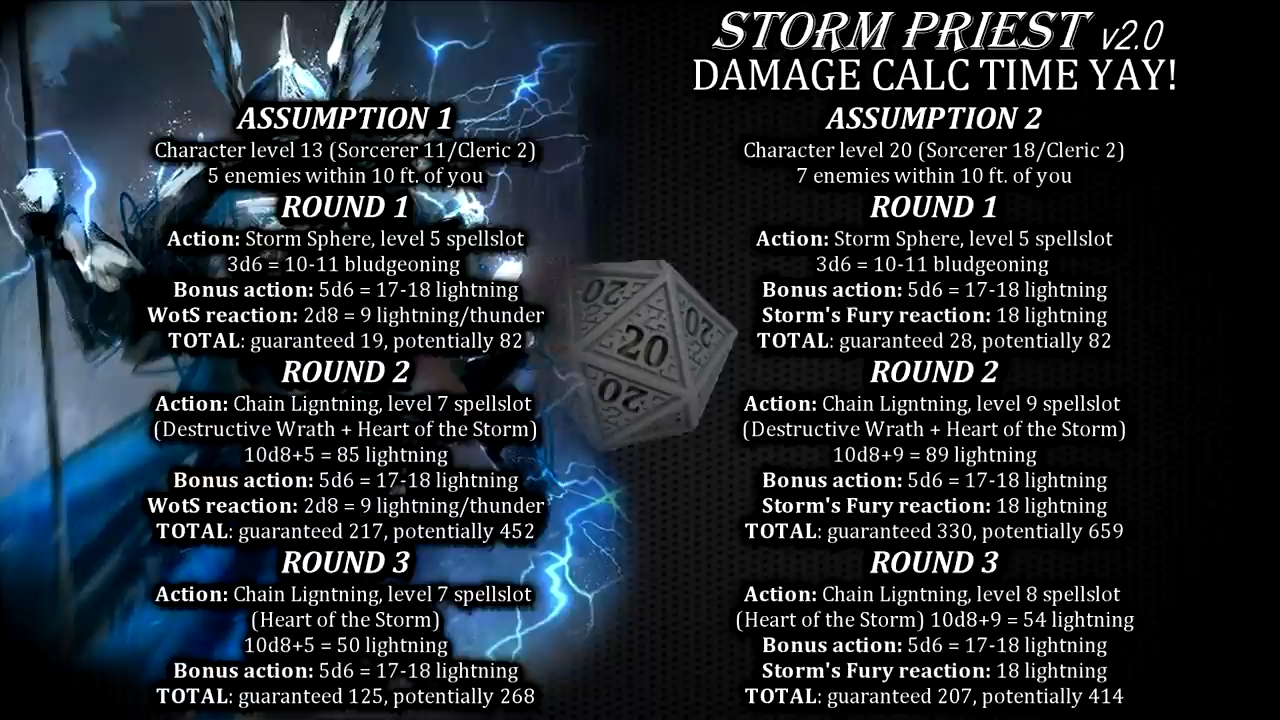 STORM PRIEST v2.0
DAMAGE CALC TIME YAY!
ASSUMPTION 1
Character level 13 (Sorcerer 11/Cleric 2)
5 enemies within 10 ft. of you
ROUND 1
Action: Storm Sphere, level 5 spellslot
3d6 = 10-11 bludgeoning
Bonus action: 5d6 = 17-18 lightning
WotS reaction: 2d8 = 9 lightning/thunder
TOTAL: guaranteed 19, potentially 82
ROUND 2
Action: Chain Ligntning, level 7 spellslot
(Destructive Wrath + Heart of the Storm)
10d8+5 = 85 lightning
Bonus action: 5d6 = 17-18 lightning
WotS reaction: 2d8 = 9 lightning/thunder
TOTAL: guaranteed 217, potentially 452
ROUND 3
Action: Chain Lightning, level 7 spellslot
(Heart of the Storm)
10d8+5 = 50 lightning
Bonus action: 5d6 = 17-18 lightning
TOTAL: guaranteed 125, potentially 268
20
20
20
20
ASSUMPTION 2
Character level 20 (Sorcerer 18/Cleric 2)
7 enemies within 10 ft. of you
ROUND 1
Action: Storm Sphere, level 5 spellslot
3d6 = 10-11 bludgeoning
Bonus action: 5d6 = 17-18 lightning
Storm's Fury reaction: 18 lightning
TOTAL: guaranteed 28, potentially 82
ROUND 2
Action: Chain Ligntning, level 9 spellslot
(Destructive Wrath + Heart of the Storm)
10d8+9 = 89 lightning
Bonus action: 5d6 = 17-18 lightning
Storm's Fury reaction: 18 lightning
TOTAL: guaranteed 330, potentially 659
ROUND 3
Action: Chain Lightning, level 8 spellslot
(Heart of the Storm) 10d8+9 = 54 lightning
Bonus action: 5d6 = 17-18 lightning
Storm's Fury reaction: 18 lightning
TOTAL: guaranteed 207, potentially 414